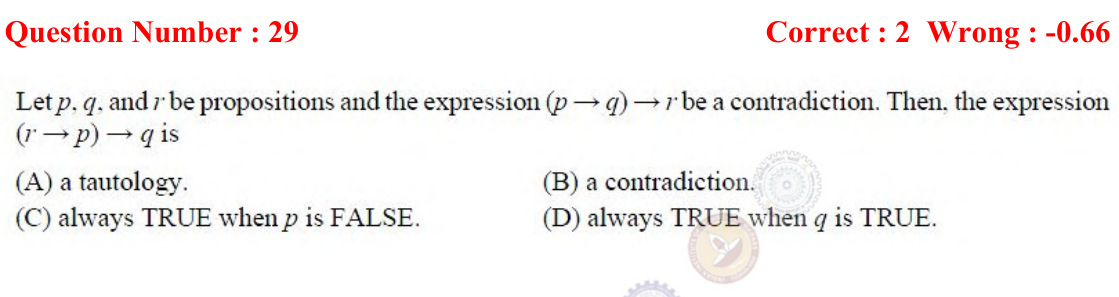 Question Number : 29 Correct : 2 Wrong : -0.66
Let p, q, and r be propositions and the expression (p → q) → r be a contradiction. Then, the expression
(r → p) → q is
(A) a tautology. (B) a contradiction.
(C) always TRUE when p is FALSE. (D) always TRUE when q is TRUE.